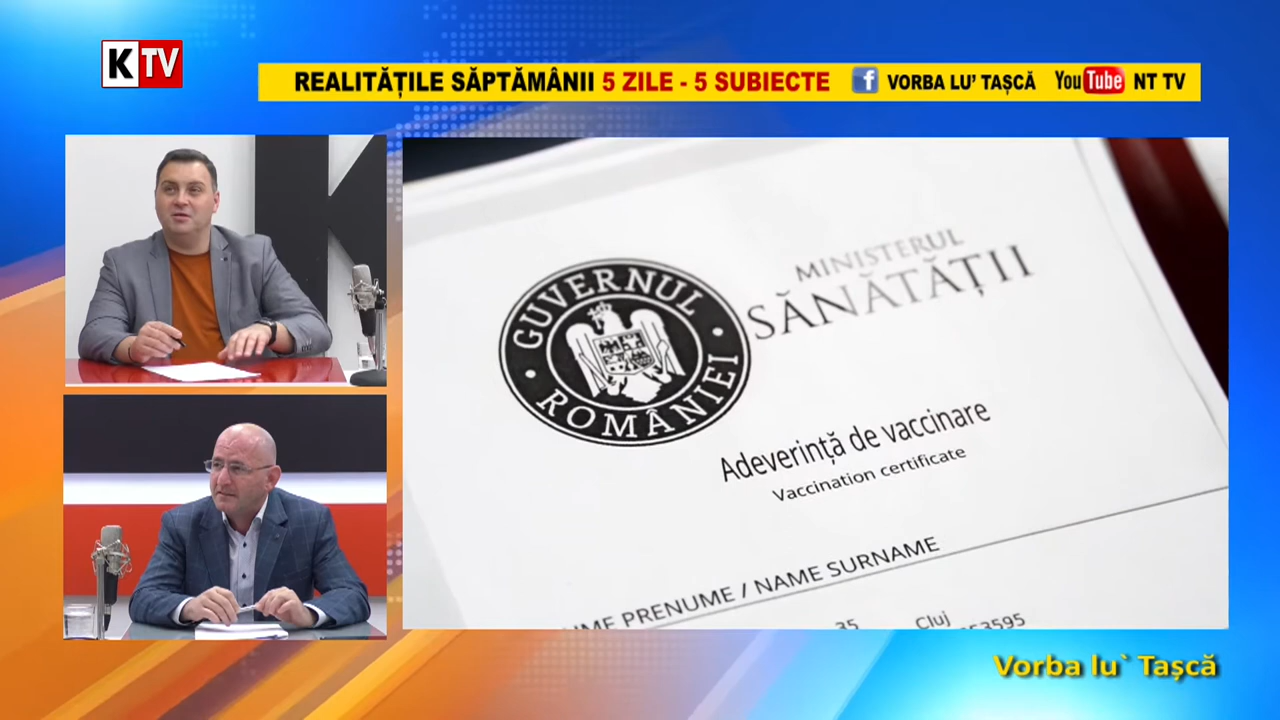 K TV
REALITĂȚILE SĂPTĂMÂNII 5 ZILE - 5 SUBIECTE f VORBA LU' TAȘCĂ YouTube NT TV
K
GUVERNUL
ROMÂNIEI
MINISTERUL
SĂNĂTĂȚII
Adeverință de vaccinare
Vaccination certificate
PRENUME / NAME SURNAME
35 Cluj
Vorba lu` Tașcă